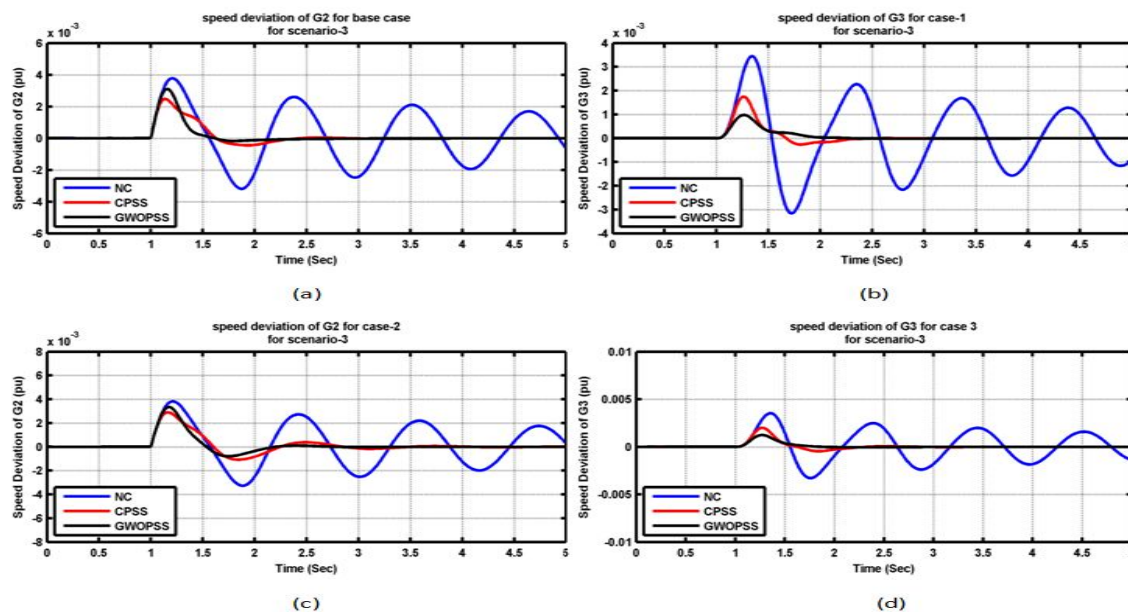 speed deviation of G2 for base case
for scenario-3
x 10-3
Speed Deviation of G2 (pu)
6
4
2
0
-2
-4
-6
NC
CPSS
GWOPSS
0 0.5 1 1.5 2 2.5 3 3.5 4 4.5 5
Time (Sec)
(a)
speed deviation of G3 for case-1
for scenario-3
x 10-3
Speed Deviation of G3 (pu)
4
3
2
1
0
-1
-2
-3
-4
NC
CPSS
GWOPSS
0 0.5 1 1.5 2 2.5 3 3.5 4 4.5
Time (Sec)
(b)
speed deviation of G2 for case-2
for scenario-3
x 10-3
Speed Deviation of G2 (pu)
8
6
4
2
0
-2
-4
-6
-8
NC
CPSS
GWOPSS
0 0.5 1 1.5 2 2.5 3 3.5 4 4.5 5
Time (Sec)
(c)
speed deviation of G3 for case 3
for scenario-3
Speed Deviation of G3 (pu)
0.01
0.005
0
-0.005
-0.01
NC
CPSS
GWOPSS
0 0.5 1 1.5 2 2.5 3 3.5 4 4.5
Time (Sec)
(d)